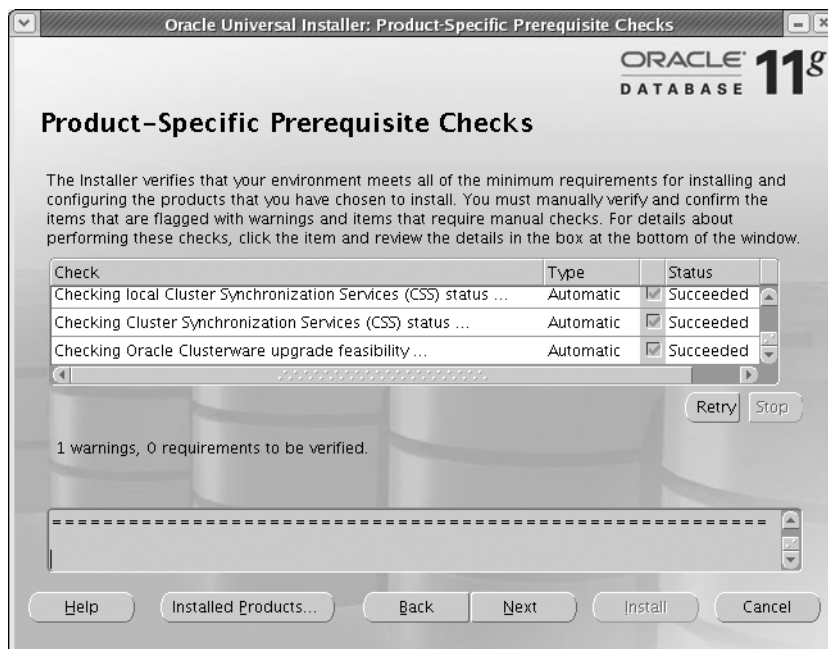 Oracle Universal Installer: Product-Specific Prerequisite Checks
ORACLE 11g
DATABASE
Product-Specific Prerequisite Checks
The Installer verifies that your environment meets all of the minimum requirements for installing and
configuring the products that you have chosen to install. You must manually verify and confirm the
items that are flagged with warnings and items that require manual checks. For details about
performing these checks, click the item and review the details in the box at the bottom of the window.
Check Type Status
Checking local Cluster Synchronization Services (CSS) status ... Automatic Succeeded
Checking Cluster Synchronization Services (CSS) status ... Automatic Succeeded
Checking Oracle Clusterware upgrade feasibility ... Automatic Succeeded
Retry Stop
1 warnings, 0 requirements to be verified.
========================================================
Help Installed Products... Back Next Install Cancel